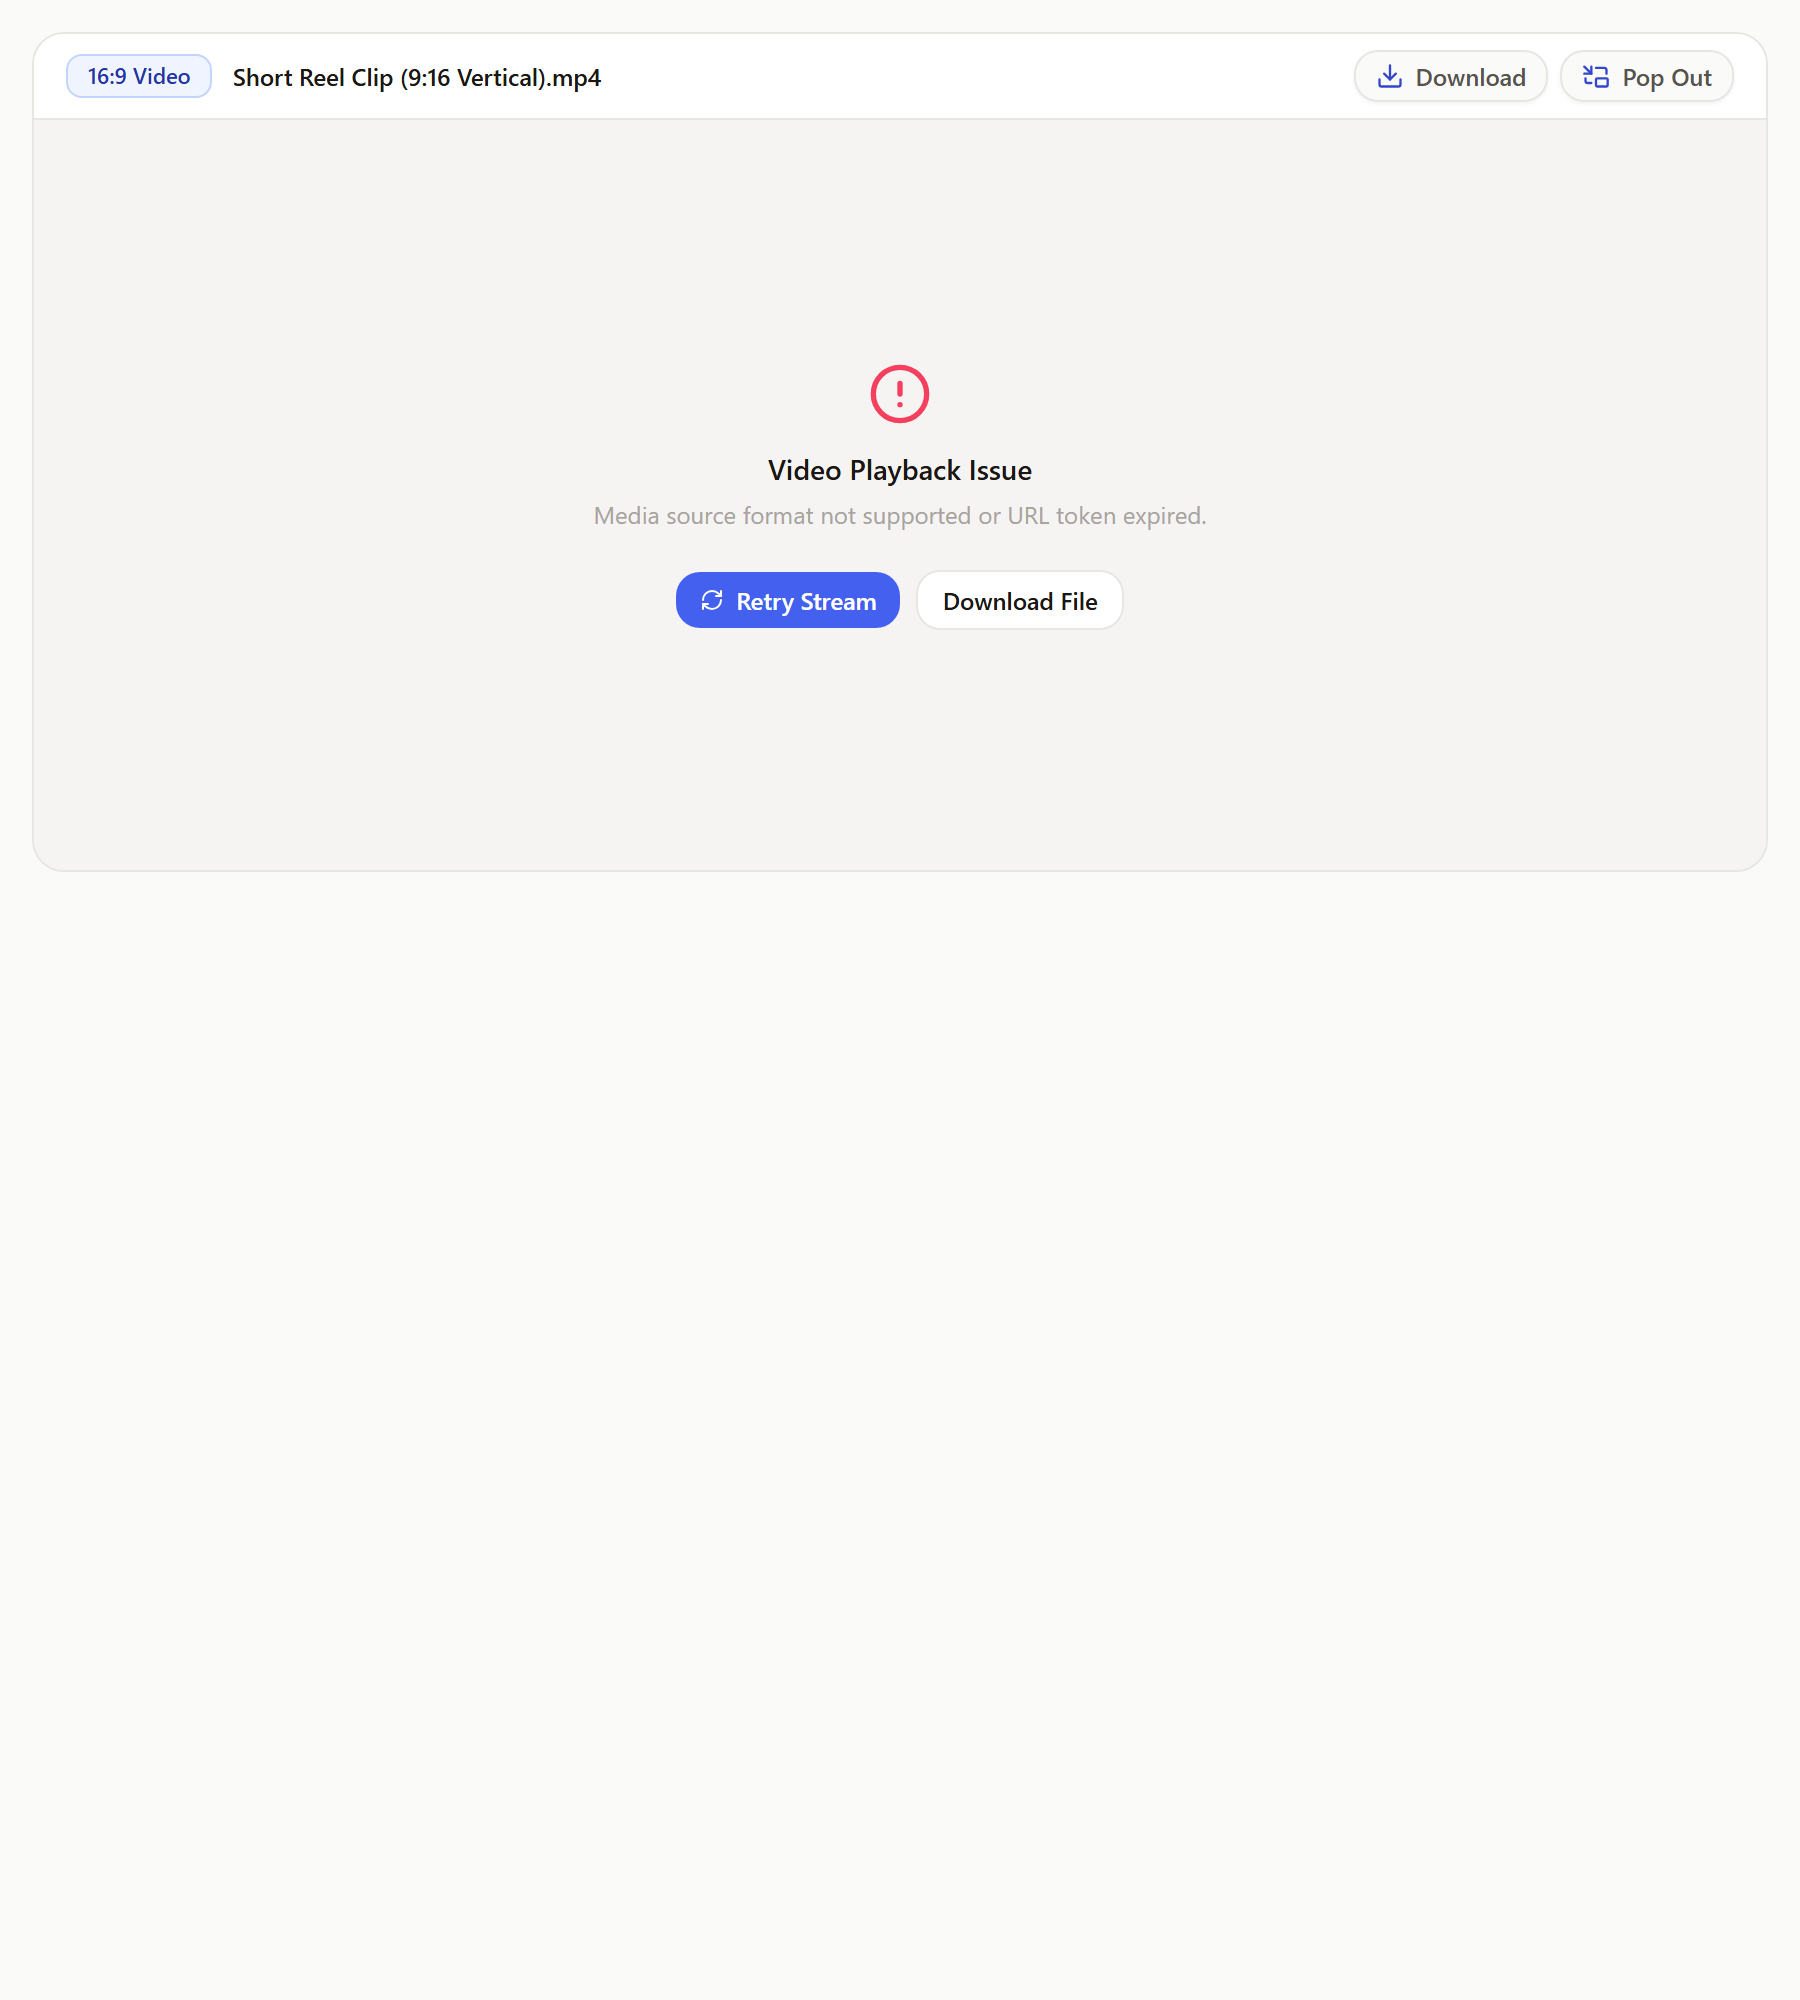 16:9 Video Short Reel Clip (9:16 Vertical).mp4 Download Pop Out
Video Playback Issue
Media source format not supported or URL token expired.
Retry Stream Download File